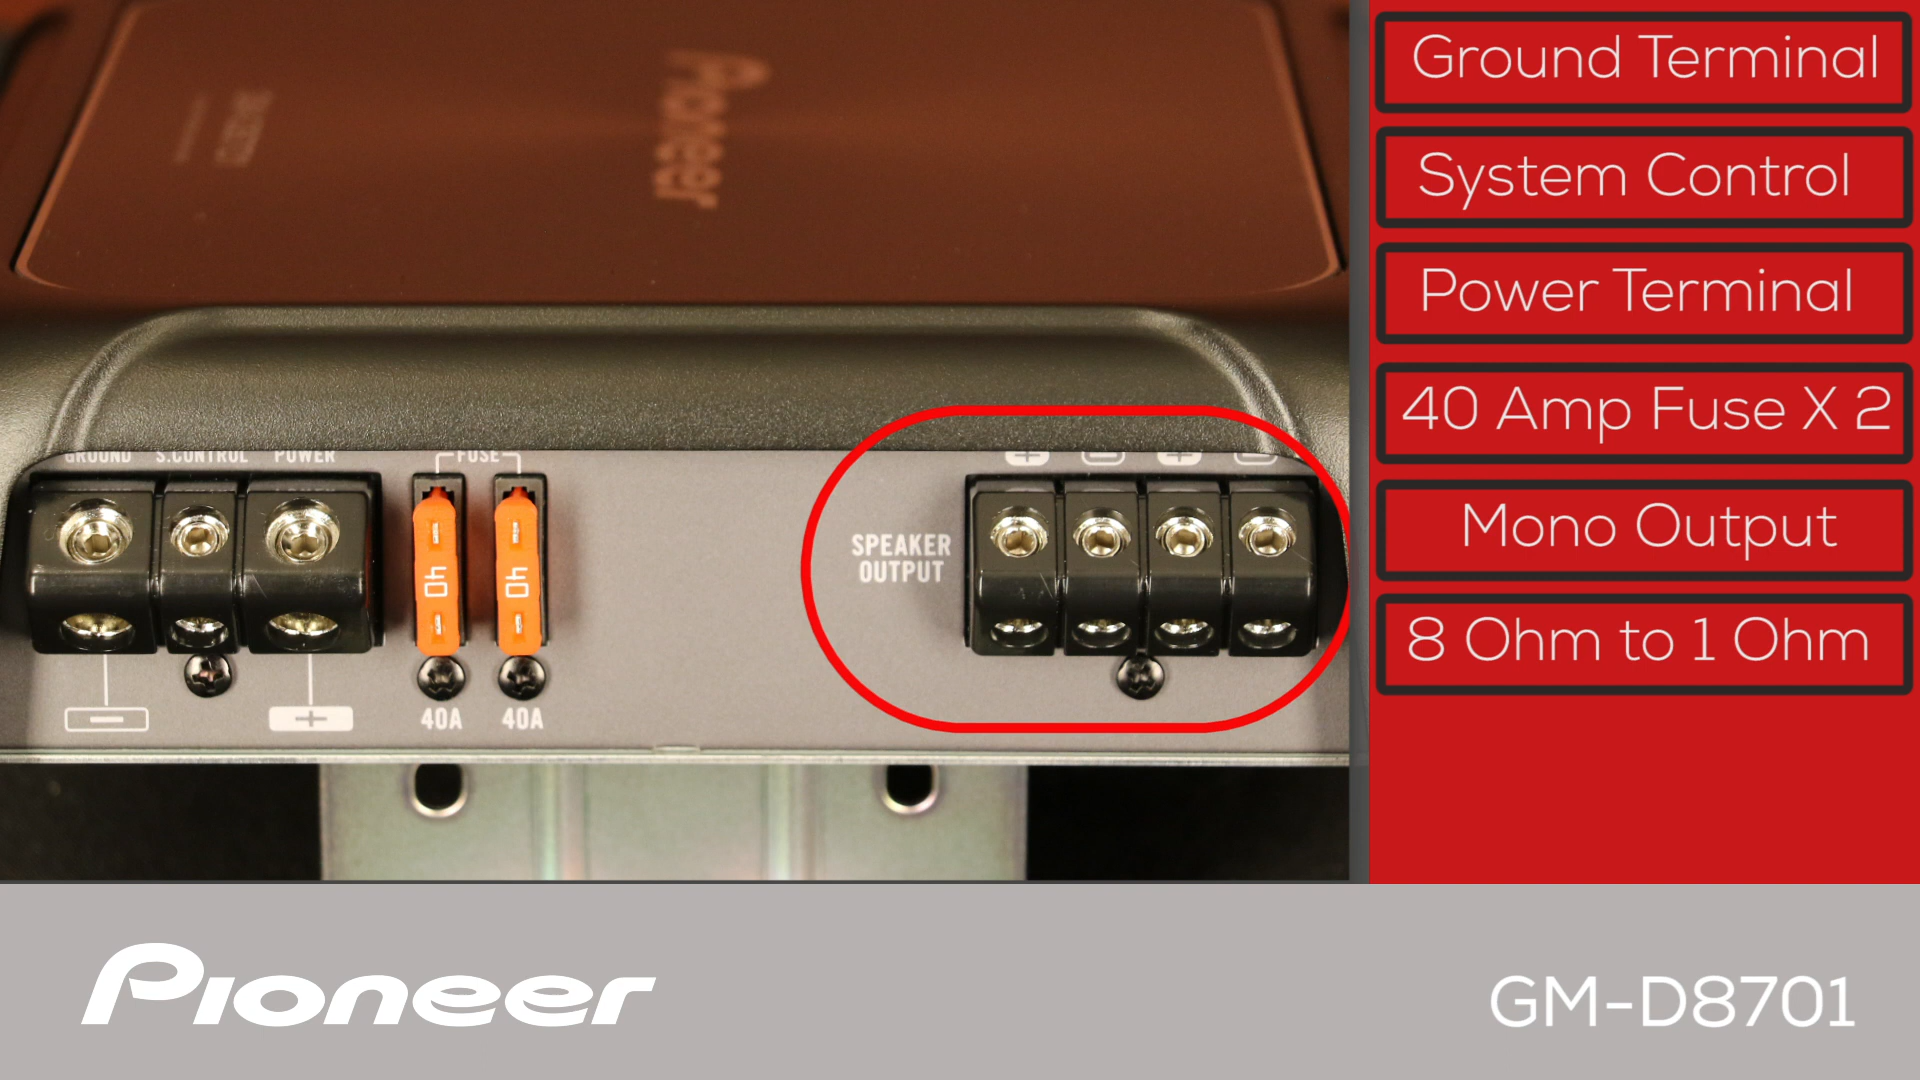 Pioneer
GROUND S.CONTROL POWER
FUSE
+ − + −
SPEAKER
OUTPUT
40
40
− +
40A 40A
Ground Terminal
System Control
Power Terminal
40 Amp Fuse X 2
Mono Output
8 Ohm to 1 Ohm
Pioneer
GM-D8701